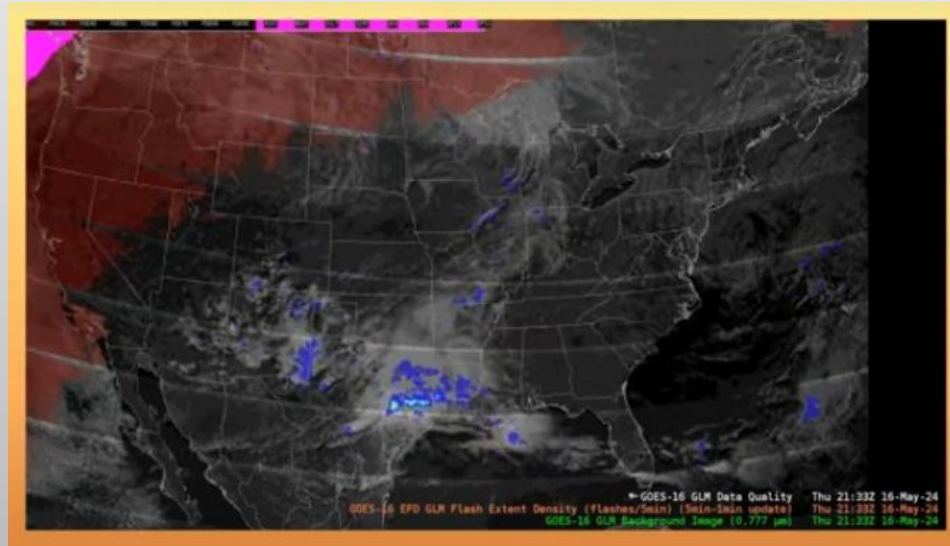 GOES-16 GLM Data Quality Thu 21:33Z 16-May-24
GOES-16 EFD GLM Flash Extent Density (flashes/5min) (5min-1min update) Thu 21:33Z 16-May-24
GOES-16 GLM Background Image (0.777 µm) Thu 21:33Z 16-May-24